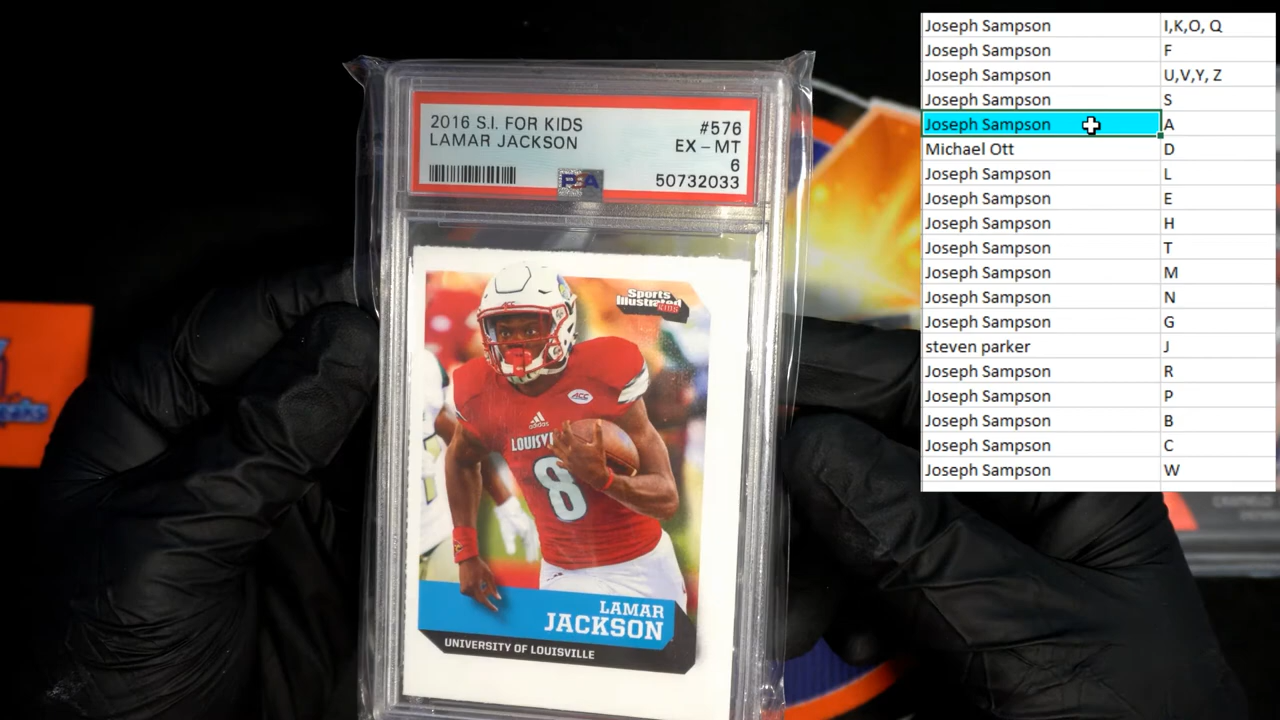 2016 S.I. FOR KIDS #576
LAMAR JACKSON EX - MT
6
50732033
Sports
Illustrated
KIDS
ACC
ACC
adidas
8
LAMAR
JACKSON
UNIVERSITY OF LOUISVILLE
Joseph Sampson I,K,O, Q
Joseph Sampson F
Joseph Sampson U,V,Y, Z
Joseph Sampson S
Joseph Sampson A
Michael Ott D
Joseph Sampson L
Joseph Sampson E
Joseph Sampson H
Joseph Sampson T
Joseph Sampson M
Joseph Sampson N
Joseph Sampson G
steven parker J
Joseph Sampson R
Joseph Sampson P
Joseph Sampson B
Joseph Sampson C
Joseph Sampson W